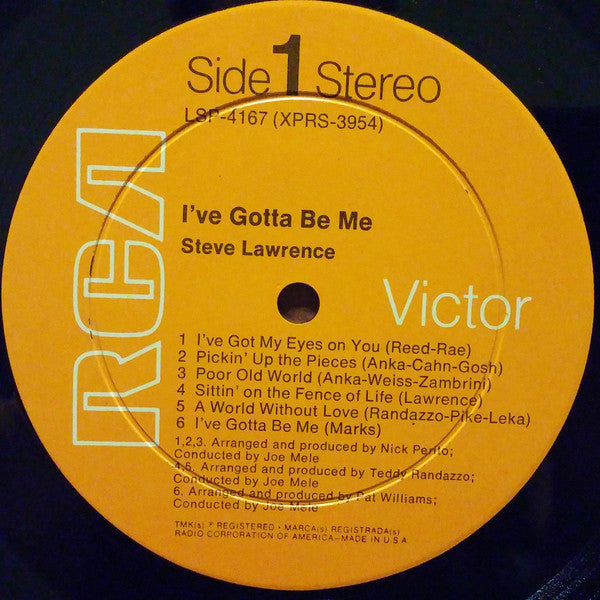 Side 1 Stereo
LSP-4167 (XPRS-3954)
RCA
I've Gotta Be Me
Steve Lawrence
Victor
1 I've Got My Eyes on You (Reed-Rae)
2 Pickin' Up the Pieces (Anka-Cahn-Gosh)
3 Poor Old World (Anka-Weiss-Zambrini)
4 Sittin' on the Fence of Life (Lawrence)
5 A World Without Love (Randazzo-Pike-Leka)
6 I've Gotta Be Me (Marks)
1,2,3. Arranged and produced by Nick Perito;
Conducted by Joe Mele
4,5. Arranged and produced by Teddy Randazzo;
Conducted by Joe Mele
6. Arranged and produced by Pat Williams;
Conducted by Joe Mele
TMK(s) ® REGISTERED • MARCA(s) REGISTRADA(s)
RADIO CORPORATION OF AMERICA—MADE IN U S A